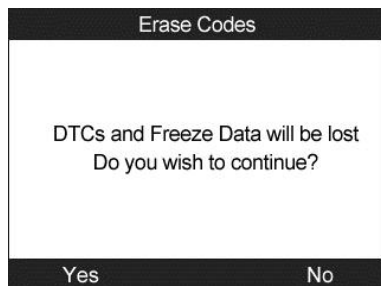 Erase Codes
DTCs and Freeze Data will be lost
Do you wish to continue?
Yes No